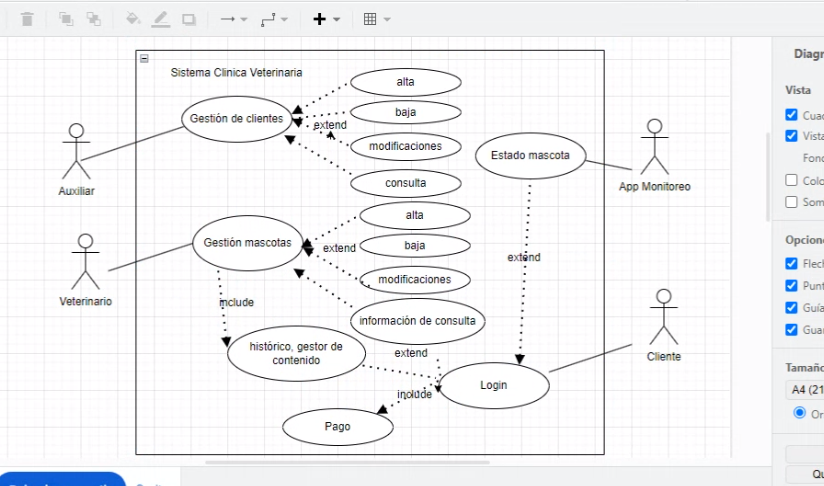 Diagr
Sistema Clinica Veterinaria
Vista
alta
Gestión de clientes
baja
extend
modificaciones
consulta
Auxiliar
Estado mascota
App Monitoreo
Cuad
Vista
Fond
Colo
Som
alta
Gestión mascotas
extend
baja
modificaciones
extend
Veterinario
Opcione
Flech
Punt
Guía
Guar
include
información de consulta
histórico, gestor de
contenido
extend
Cliente
Login
include
Pago
Tamaño
A4 (21
Or
Qu